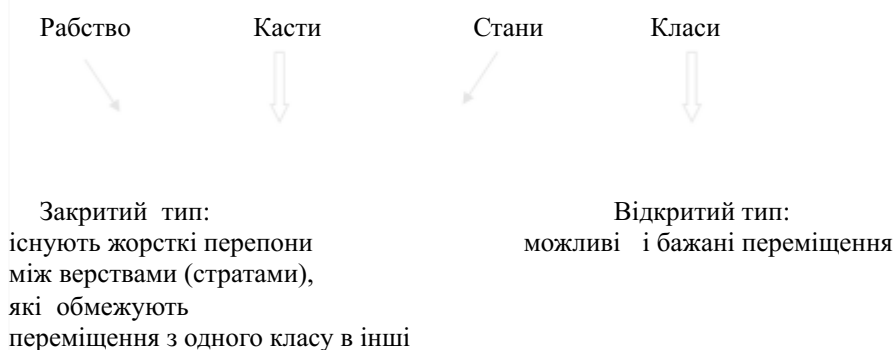 Рабство Касти Стани Класи
Закритий тип: Відкритий тип:
існують жорсткі перепони можливі і бажані переміщення
між верствами (стратами),
які обмежують
переміщення з одного класу в інші